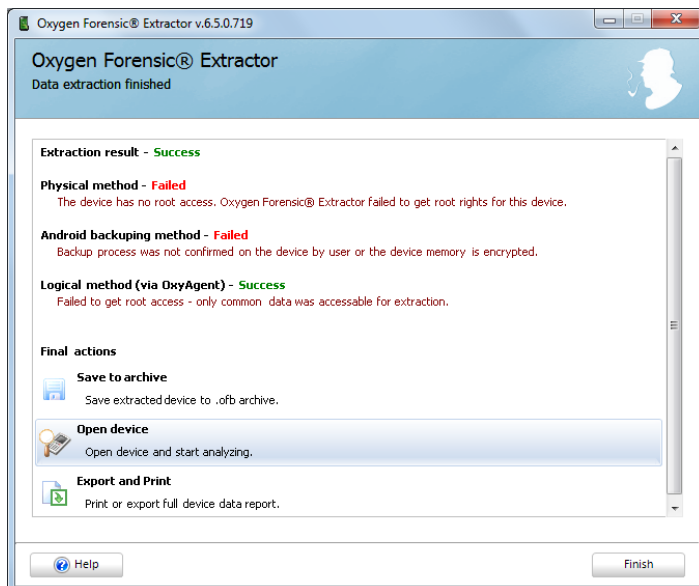 Oxygen Forensic® Extractor v.6.5.0.719
Oxygen Forensic® Extractor
Data extraction finished
Extraction result - Success
Physical method - Failed
The device has no root access. Oxygen Forensic® Extractor failed to get root rights for this device.
Android backuping method - Failed
Backup process was not confirmed on the device by user or the device memory is encrypted.
Logical method (via OxyAgent) - Success
Failed to get root access - only common data was accessable for extraction.
Final actions
Save to archive
Save extracted device to .ofb archive.
Open device
Open device and start analyzing.
Export and Print
Print or export full device data report.
Help
Finish